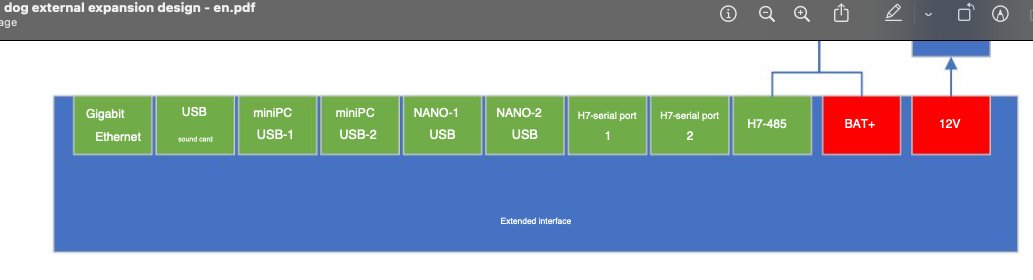 dog external expansion design - en.pdf
age
Gigabit
Ethernet
USB
sound card
miniPC
USB-1
miniPC
USB-2
NANO-1
USB
NANO-2
USB
H7-serial port
1
H7-serial port
2
H7-485
BAT+
12V
Extended interface